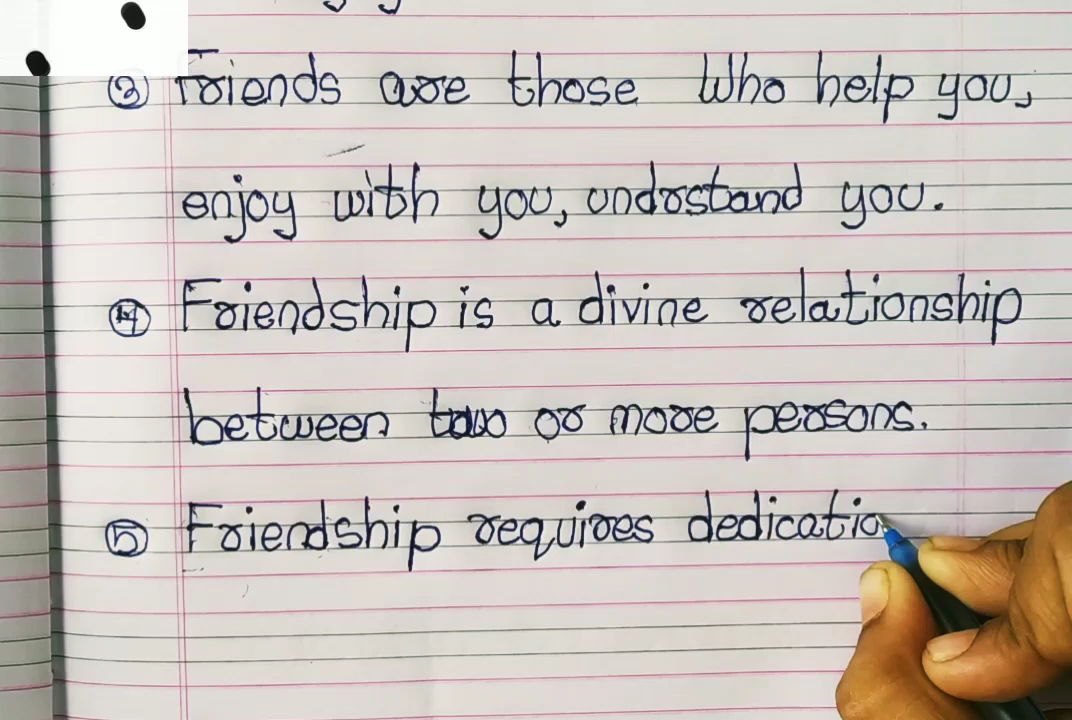 ③ Friends are those who help you,
enjoy with you, understand you.
④ Friendship is a divine relationship
between two or more persons.
⑤ Friendship requires dedicatio